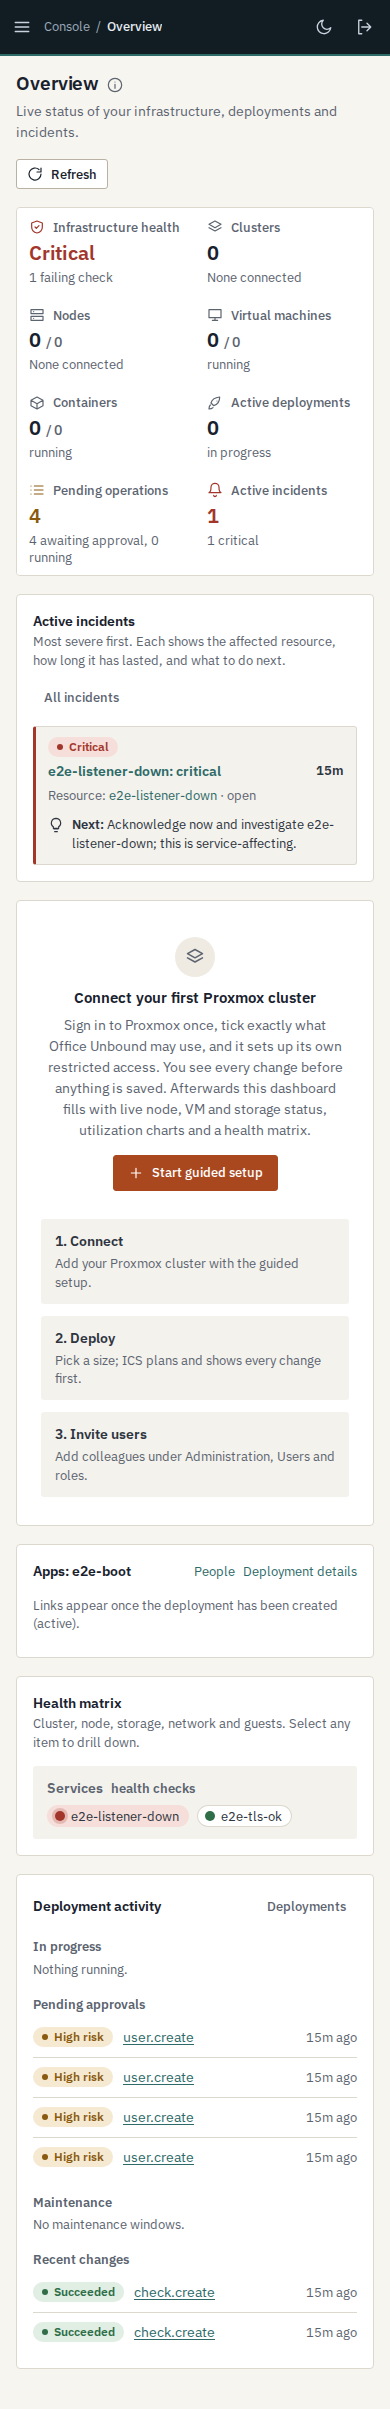 Console / Overview
Overview
Live status of your infrastructure, deployments and
incidents.
Refresh
Infrastructure health
Critical
1 failing check
Clusters
0
None connected
Nodes
0 / 0
None connected
Virtual machines
0 / 0
running
Containers
0 / 0
running
Active deployments
0
in progress
Pending operations
4
4 awaiting approval, 0
running
Active incidents
1
1 critical
Active incidents
Most severe first. Each shows the affected resource,
how long it has lasted, and what to do next.
All incidents
Critical
e2e-listener-down: critical 15m
Resource: e2e-listener-down · open
Next: Acknowledge now and investigate e2e-
listener-down; this is service-affecting.
Connect your first Proxmox cluster
Sign in to Proxmox once, tick exactly what
Office Unbound may use, and it sets up its own
restricted access. You see every change before
anything is saved. Afterwards this dashboard
fills with live node, VM and storage status,
utilization charts and a health matrix.
Start guided setup
1. Connect
Add your Proxmox cluster with the guided
setup.
2. Deploy
Pick a size; ICS plans and shows every change
first.
3. Invite users
Add colleagues under Administration, Users and
roles.
Apps: e2e-boot People Deployment details
Links appear once the deployment has been created
(active).
Health matrix
Cluster, node, storage, network and guests. Select any
item to drill down.
Services health checks
e2e-listener-down e2e-tls-ok
Deployment activity Deployments
In progress
Nothing running.
Pending approvals
High risk user.create 15m ago
High risk user.create 15m ago
High risk user.create 15m ago
High risk user.create 15m ago
Maintenance
No maintenance windows.
Recent changes
Succeeded check.create 15m ago
Succeeded check.create 15m ago